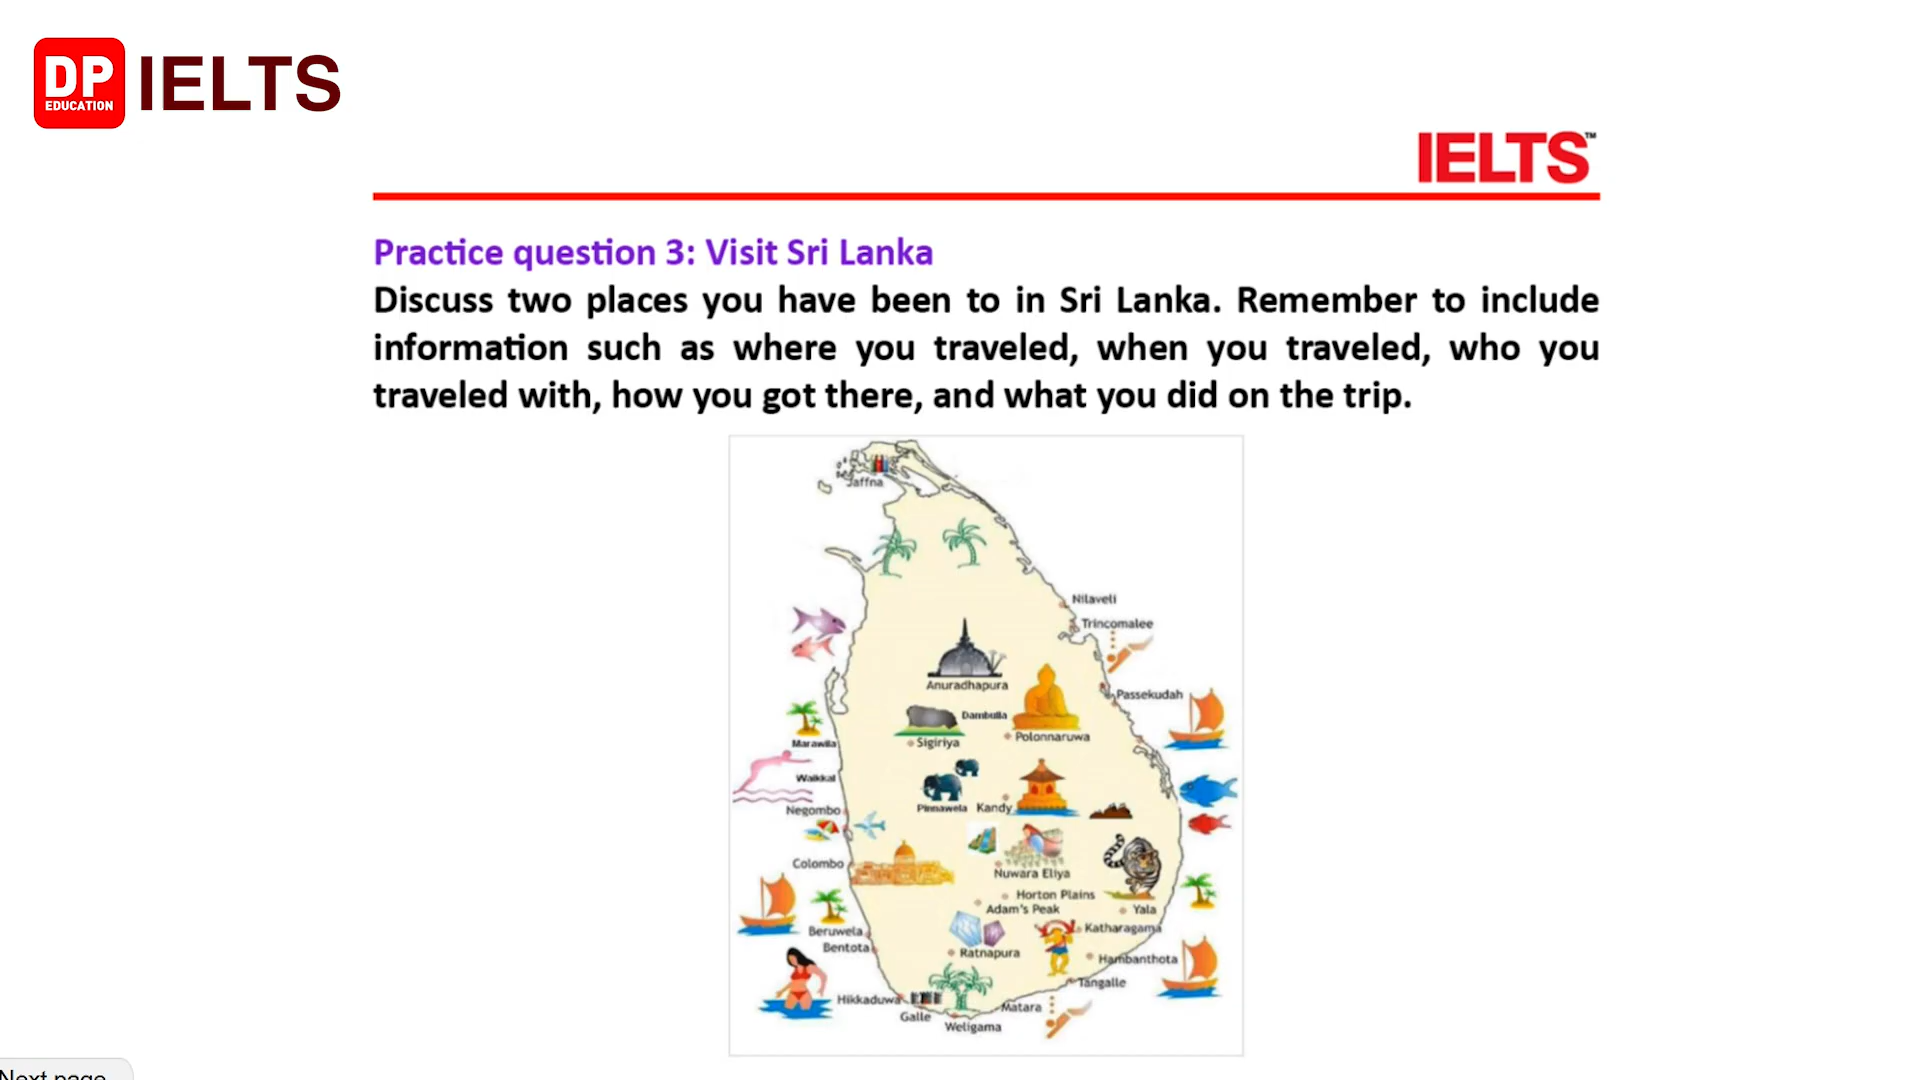 DP
EDUCATION
IELTS
IELTS™
Practice question 3: Visit Sri Lanka
Discuss two places you have been to in Sri Lanka. Remember to include
information such as where you traveled, when you traveled, who you
traveled with, how you got there, and what you did on the trip.
Jaffna
Nilaveli
Trincomalee
Anuradhapura
Passekudah
Dambulla
Polonnaruwa
Sigiriya
Marawila
Waikkal
Pinnawela
Kandy
Negombo
Colombo
Nuwara Eliya
Horton Plains
Adam's Peak
Yala
Beruwela
Katharagama
Bentota
Ratnapura
Hambanthota
Tangalle
Hikkaduwa
Matara
Galle
Weligama
Next page